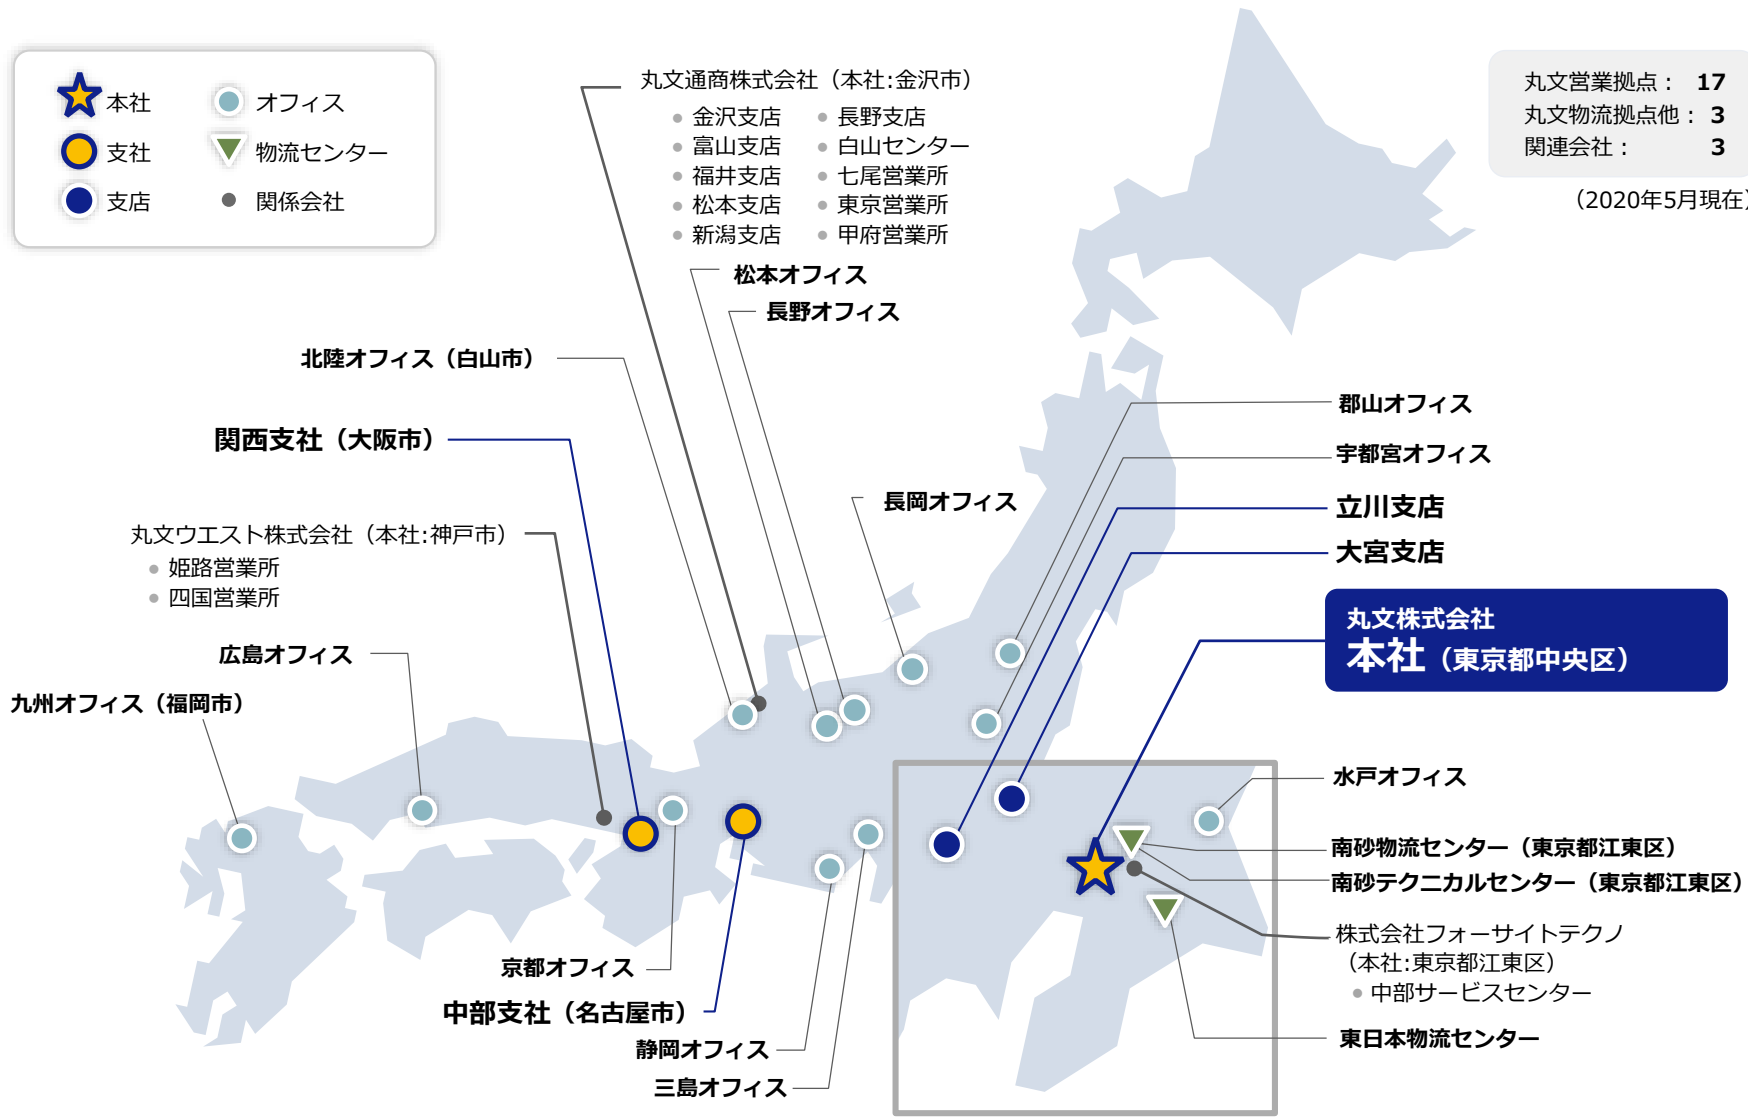 本社
オフィス
支社
物流センター
支店
関係会社
丸文通商株式会社（本社:金沢市）
金沢支店
長野支店
富山支店
白山センター
福井支店
七尾営業所
松本支店
東京営業所
新潟支店
甲府営業所
丸文営業拠点： 17
丸文物流拠点他： 3
関連会社： 3
（2020年5月現在）
松本オフィス
長野オフィス
北陸オフィス（白山市）
関西支社（大阪市）
長岡オフィス
丸文ウエスト株式会社（本社:神戸市）
姫路営業所
四国営業所
広島オフィス
九州オフィス（福岡市）
郡山オフィス
宇都宮オフィス
立川支店
大宮支店
丸文株式会社
本社（東京都中央区）
水戸オフィス
南砂物流センター（東京都江東区）
南砂テクニカルセンター（東京都江東区）
株式会社フォーサイトテクノ
（本社:東京都江東区）
中部サービスセンター
東日本物流センター
京都オフィス
中部支社（名古屋市）
静岡オフィス
三島オフィス